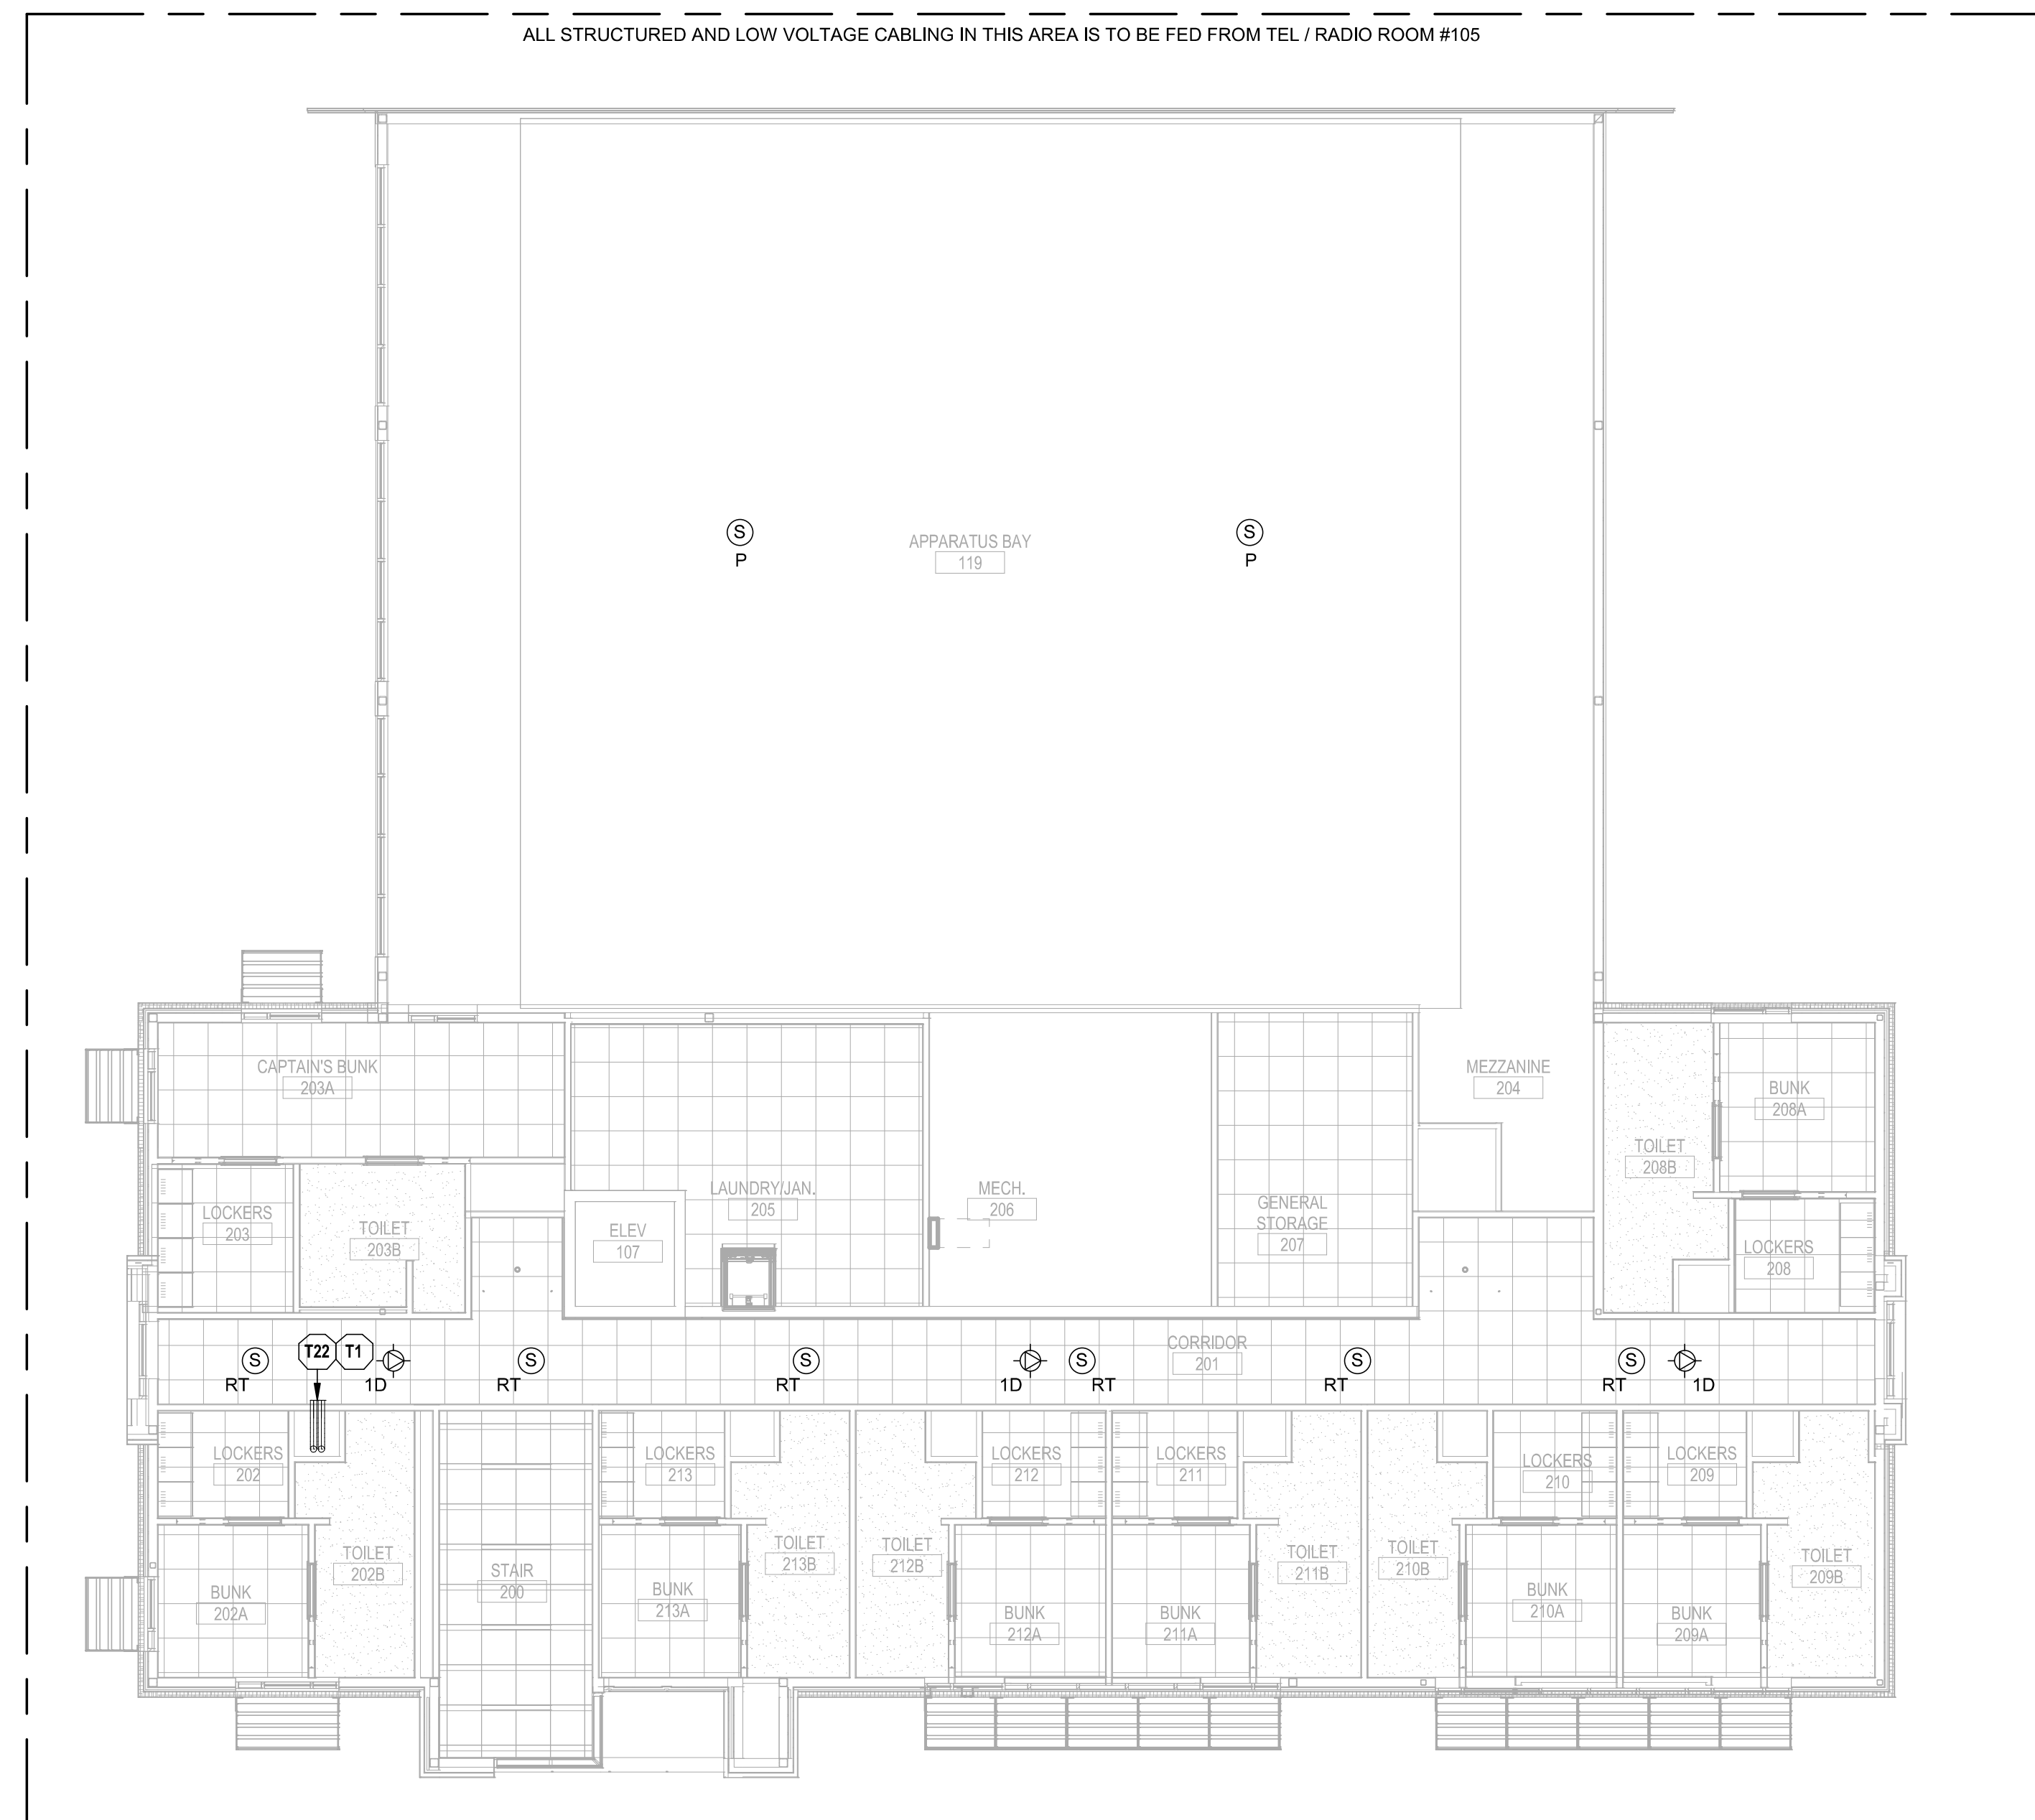 ALL STRUCTURED AND LOW VOLTAGE CABLING IN THIS AREA IS TO BE FED FROM TEL / RADIO ROOM #105
S
P
S
P
APPARATUS BAY
119
CAPTAIN'S BUNK
203A
MEZZANINE
204
BUNK
208A
TOILET
208B
LOCKERS
203
TOILET
203B
ELEV
107
LAUNDRY/JAN.
205
MECH.
206
GENERAL
STORAGE
207
LOCKERS
208
S
RT
T22
T1
1D
S
RT
S
RT
1D
S
RT
CORRIDOR
201
S
RT
S
RT
1D
LOCKERS
202
LOCKERS
213
LOCKERS
212
LOCKERS
211
LOCKERS
210
LOCKERS
209
BUNK
202A
TOILET
202B
STAIR
200
BUNK
213A
TOILET
213B
TOILET
212B
BUNK
212A
BUNK
211A
TOILET
211B
TOILET
210B
BUNK
210A
BUNK
209A
TOILET
209B